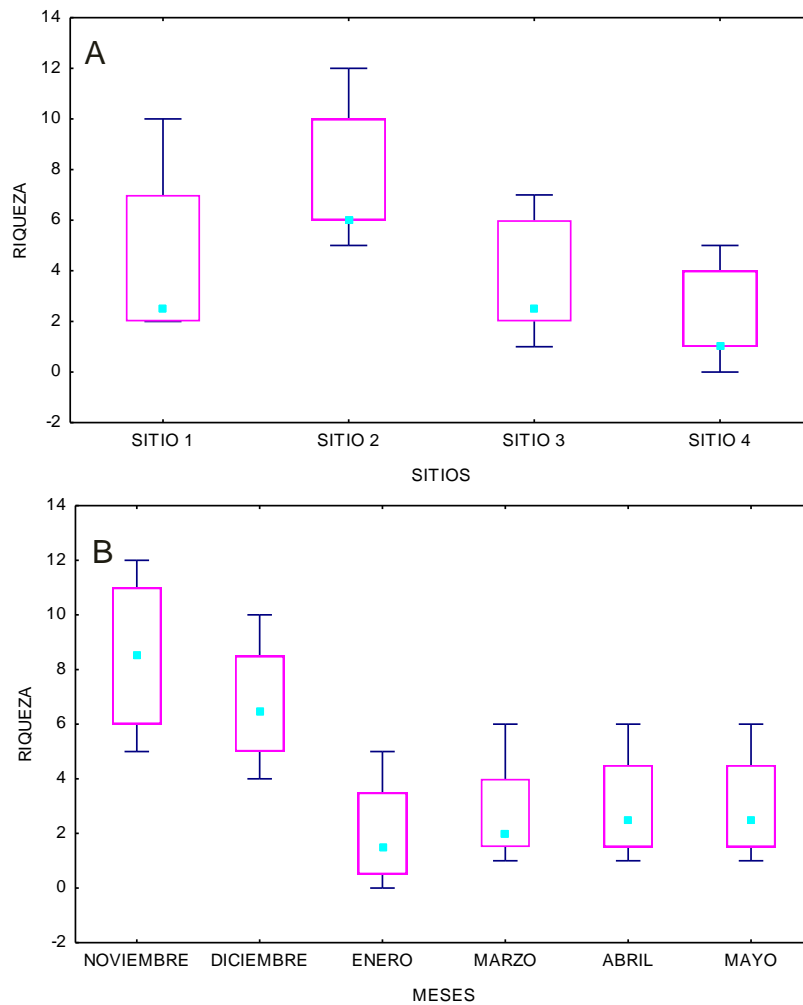 A
RIQUEZA
14
12
10
8
6
4
2
0
-2
SITIO 1 SITIO 2 SITIO 3 SITIO 4
SITIOS
B
RIQUEZA
14
12
10
8
6
4
2
0
-2
NOVIEMBRE DICIEMBRE ENERO MARZO ABRIL MAYO
MESES